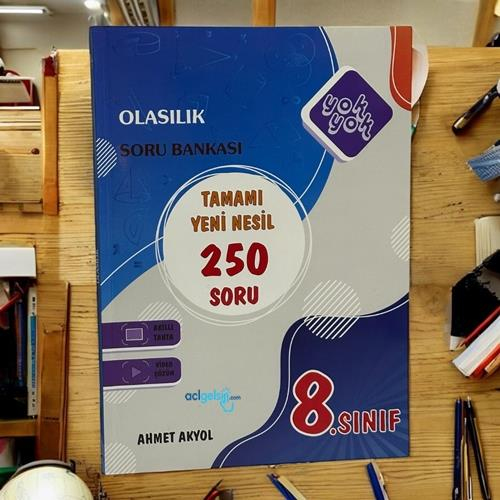 OLASILIK
SORU BANKASI
yok
yok
TAMAMI
YENİ NESİL
250
SORU
AKILLI
TAHTA
VİDEO
ÇÖZÜM
acilgelsin.com
8.SINIF
AHMET AKYOL